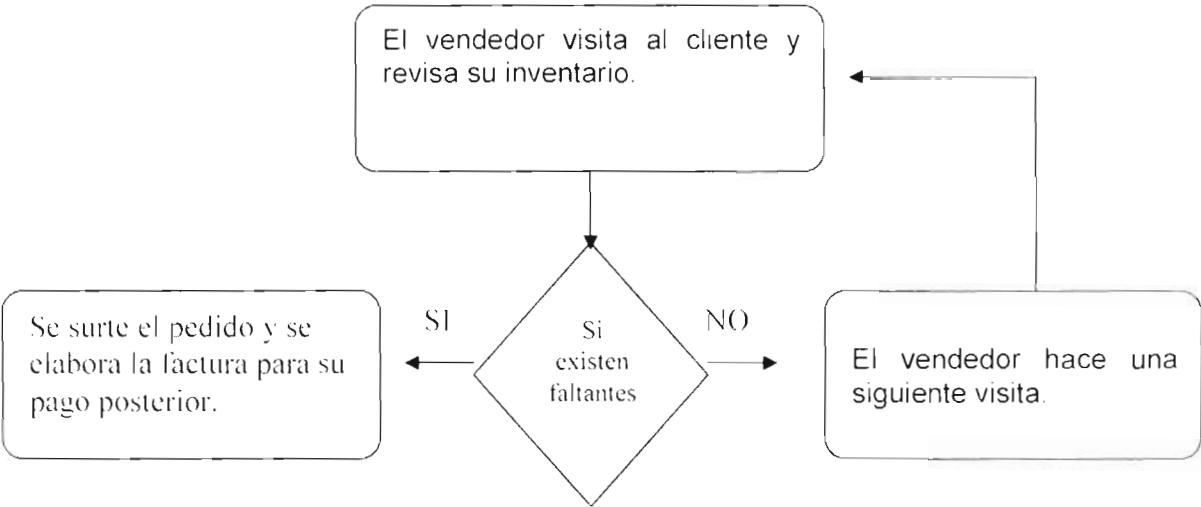 El vendedor visita al cliente y
revisa su inventario.
SI
Si
existen
faltantes
NO
Se surte el pedido y se
elabora la factura para su
pago posterior.
El vendedor hace una
siguiente visita.